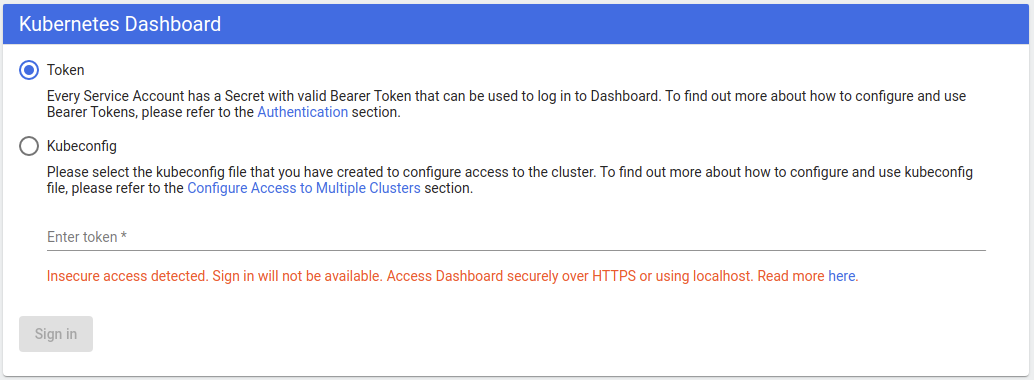 Kubernetes Dashboard
Token
Every Service Account has a Secret with valid Bearer Token that can be used to log in to Dashboard. To find out more about how to configure and use
Bearer Tokens, please refer to the Authentication section.
Kubeconfig
Please select the kubeconfig file that you have created to configure access to the cluster. To find out more about how to configure and use kubeconfig
file, please refer to the Configure Access to Multiple Clusters section.
Enter token *
Insecure access detected. Sign in will not be available. Access Dashboard securely over HTTPS or using localhost. Read more here.
Sign in